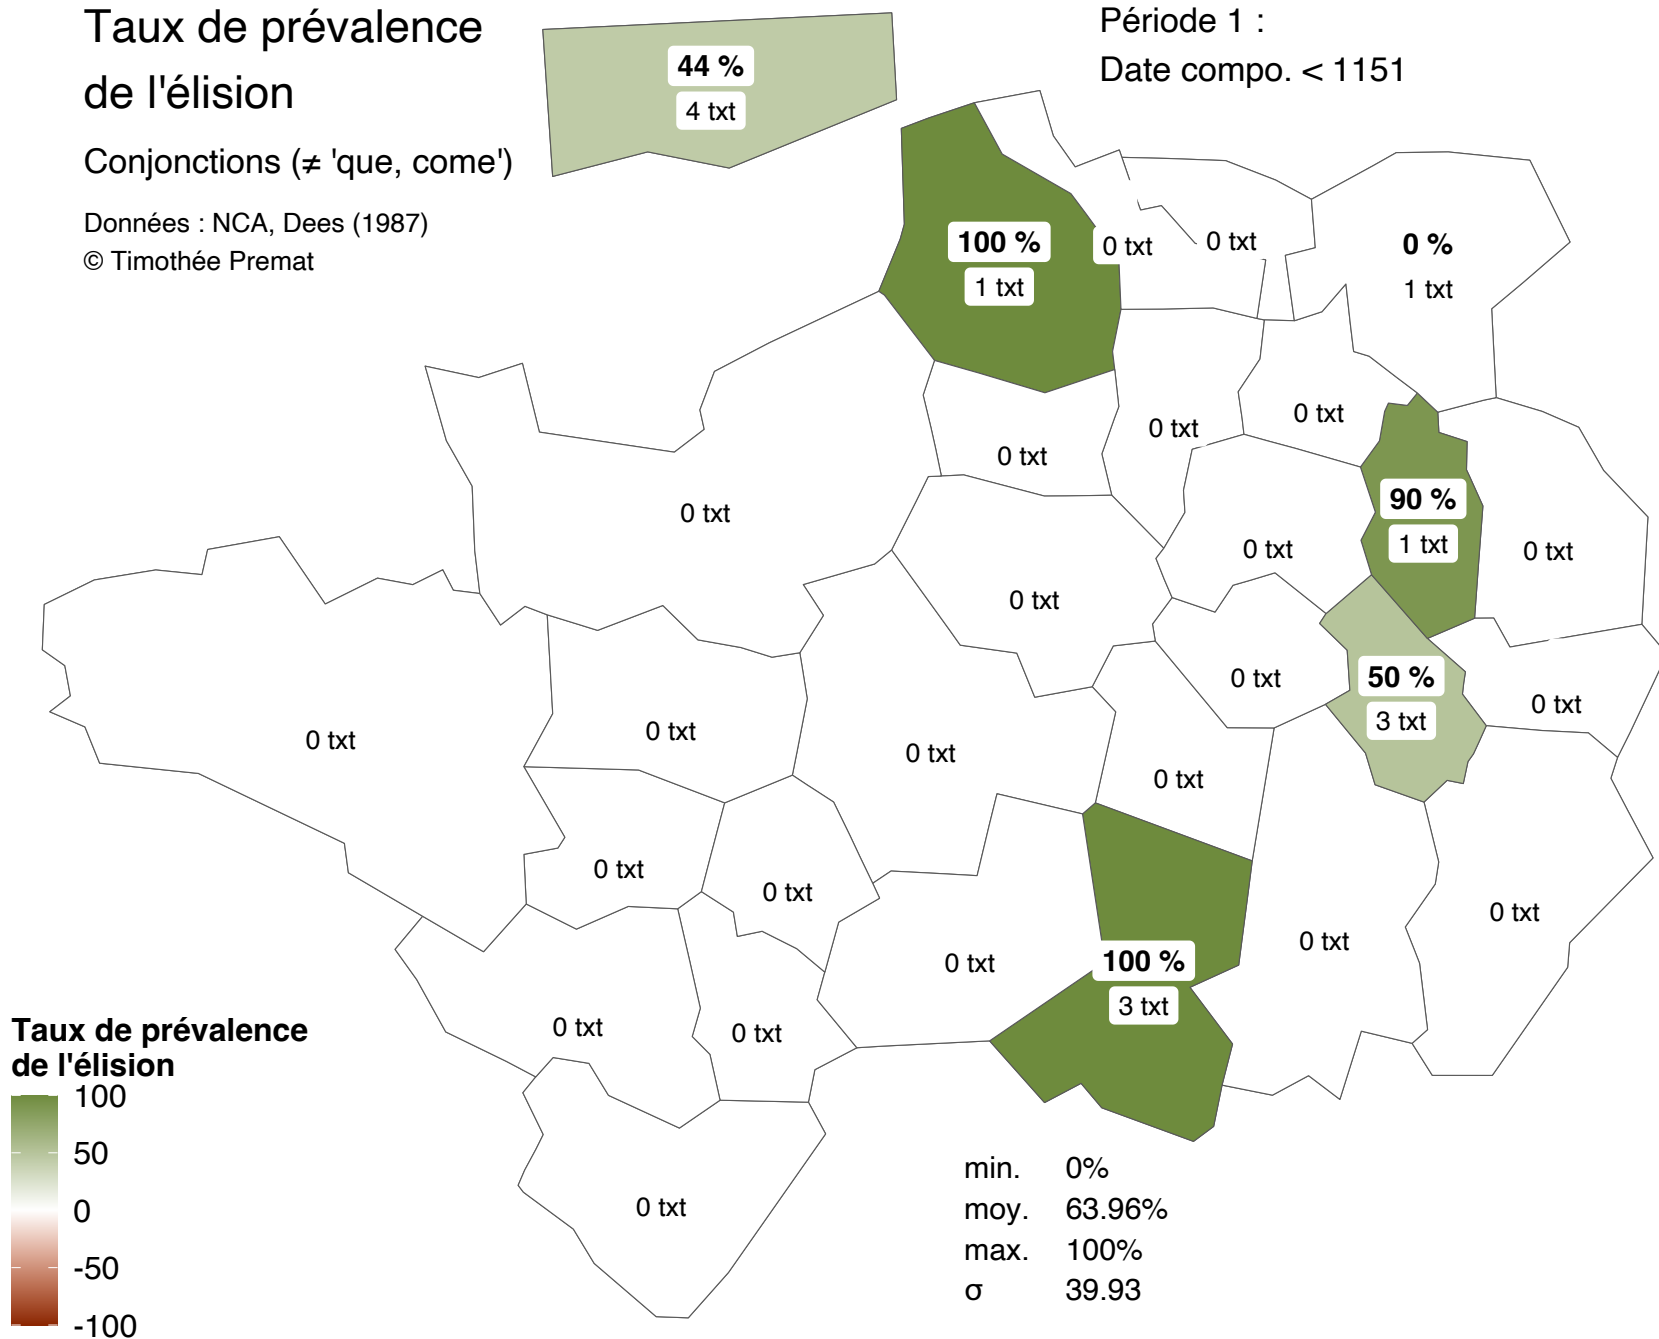 Taux de prévalence
de l'élision
Conjonctions (≠ 'que, come')
Données : NCA, Dees (1987)
© Timothée Premat
Période 1 :
Date compo. < 1151
44 %
4 txt
100 %
1 txt
0 txt
0 txt
0 %
1 txt
0 txt
0 txt
0 txt
0 txt
90 %
1 txt
0 txt
0 txt
0 txt
0 txt
50 %
3 txt
0 txt
0 txt
0 txt
0 txt
0 txt
0 txt
0 txt
0 txt
0 txt
100 %
3 txt
0 txt
0 txt
0 txt
0 txt
0 txt
Taux de prévalence
de l'élision
100
50
0
-50
-100
min. 0%
moy. 63.96%
max. 100%
σ 39.93